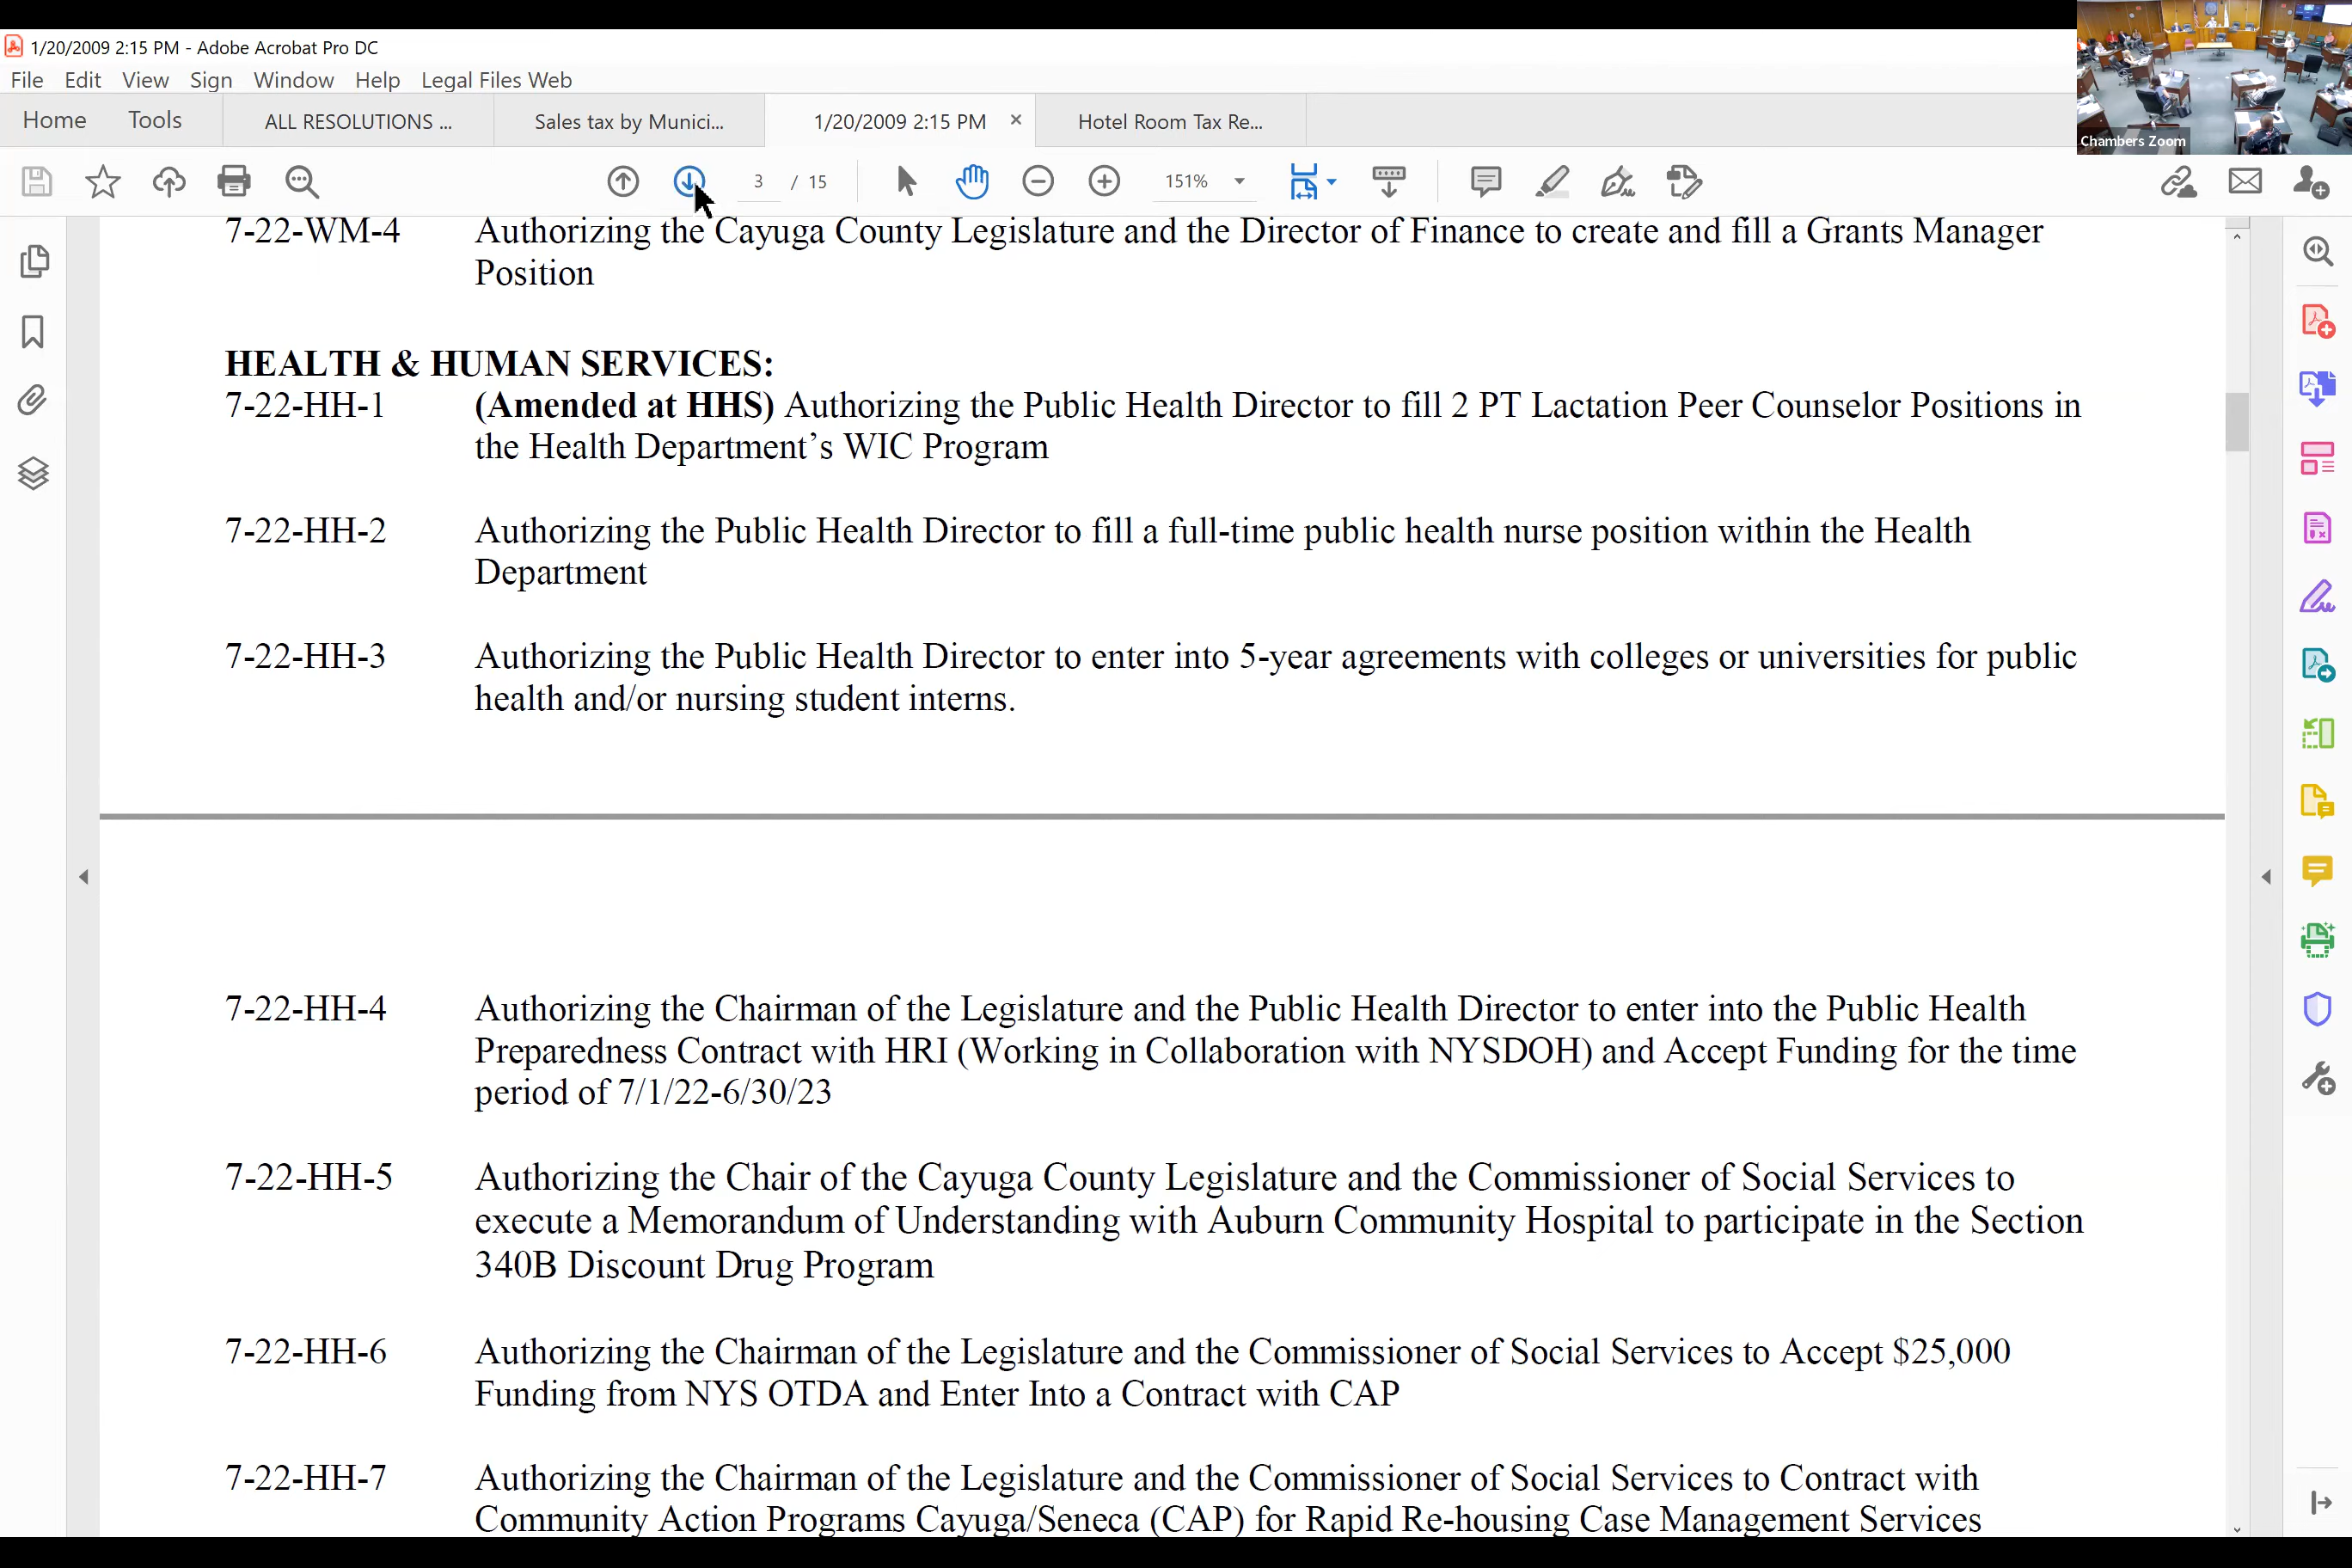 1/20/2009 2:15 PM - Adobe Acrobat Pro DC
File Edit View Sign Window Help Legal Files Web
Home Tools ALL RESOLUTIONS ... Sales tax by Munici... 1/20/2009 2:15 PM × Hotel Room Tax Re...
Chambers Zoom
3 / 15 151%
7-22-WM-4 Authorizing the Cayuga County Legislature and the Director of Finance to create and fill a Grants Manager
Position
HEALTH & HUMAN SERVICES:
7-22-HH-1 (Amended at HHS) Authorizing the Public Health Director to fill 2 PT Lactation Peer Counselor Positions in
the Health Department’s WIC Program
7-22-HH-2 Authorizing the Public Health Director to fill a full-time public health nurse position within the Health
Department
7-22-HH-3 Authorizing the Public Health Director to enter into 5-year agreements with colleges or universities for public
health and/or nursing student interns.
7-22-HH-4 Authorizing the Chairman of the Legislature and the Public Health Director to enter into the Public Health
Preparedness Contract with HRI (Working in Collaboration with NYSDOH) and Accept Funding for the time
period of 7/1/22-6/30/23
7-22-HH-5 Authorizing the Chair of the Cayuga County Legislature and the Commissioner of Social Services to
execute a Memorandum of Understanding with Auburn Community Hospital to participate in the Section
340B Discount Drug Program
7-22-HH-6 Authorizing the Chairman of the Legislature and the Commissioner of Social Services to Accept $25,000
Funding from NYS OTDA and Enter Into a Contract with CAP
7-22-HH-7 Authorizing the Chairman of the Legislature and the Commissioner of Social Services to Contract with
Community Action Programs Cayuga/Seneca (CAP) for Rapid Re-housing Case Management Services